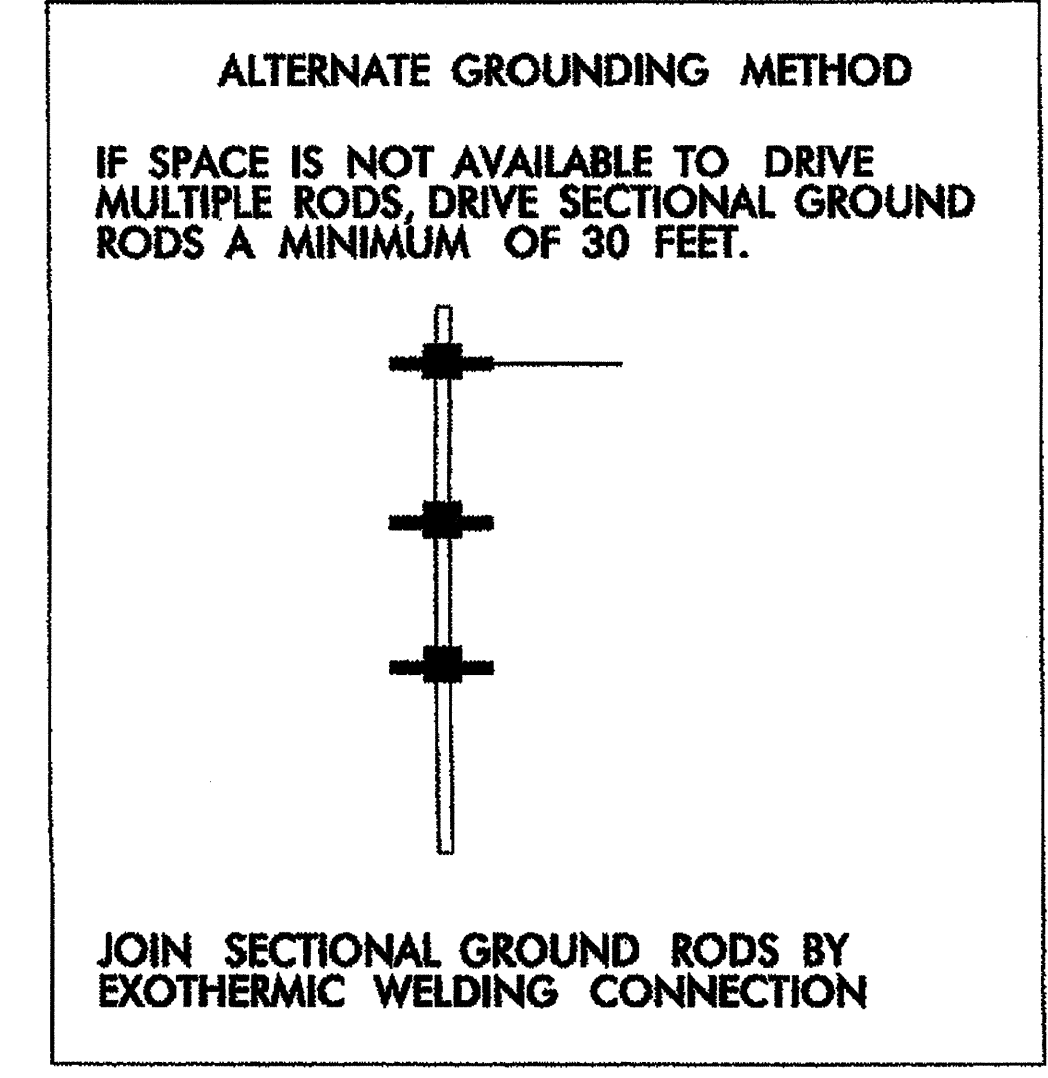 ALTERNATE GROUNDING METHOD
IF SPACE IS NOT AVAILABLE TO DRIVE
MULTIPLE RODS, DRIVE SECTIONAL GROUND
RODS A MINIMUM OF 30 FEET.
JOIN SECTIONAL GROUND RODS BY
EXOTHERMIC WELDING CONNECTION